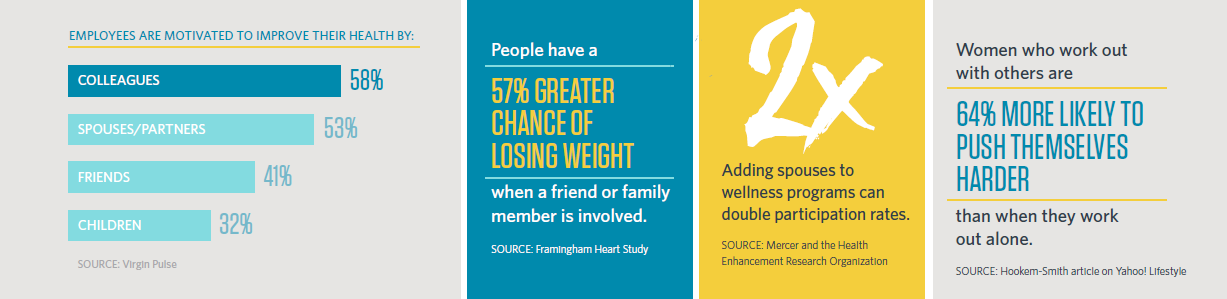 EMPLOYEES ARE MOTIVATED TO IMPROVE THEIR HEALTH BY:
COLLEAGUES 58%
SPOUSES/PARTNERS 53%
FRIENDS 41%
CHILDREN 32%
SOURCE: Virgin Pulse
People have a
57% GREATER
CHANCE OF
LOSING WEIGHT
when a friend or family
member is involved.
SOURCE: Framingham Heart Study
2x
Adding spouses to
wellness programs can
double participation rates.
SOURCE: Mercer and the Health
Enhancement Research Organization
Women who work out
with others are
64% MORE LIKELY TO
PUSH THEMSELVES
HARDER
than when they work
out alone.
SOURCE: Hookem-Smith article on Yahoo! Lifestyle